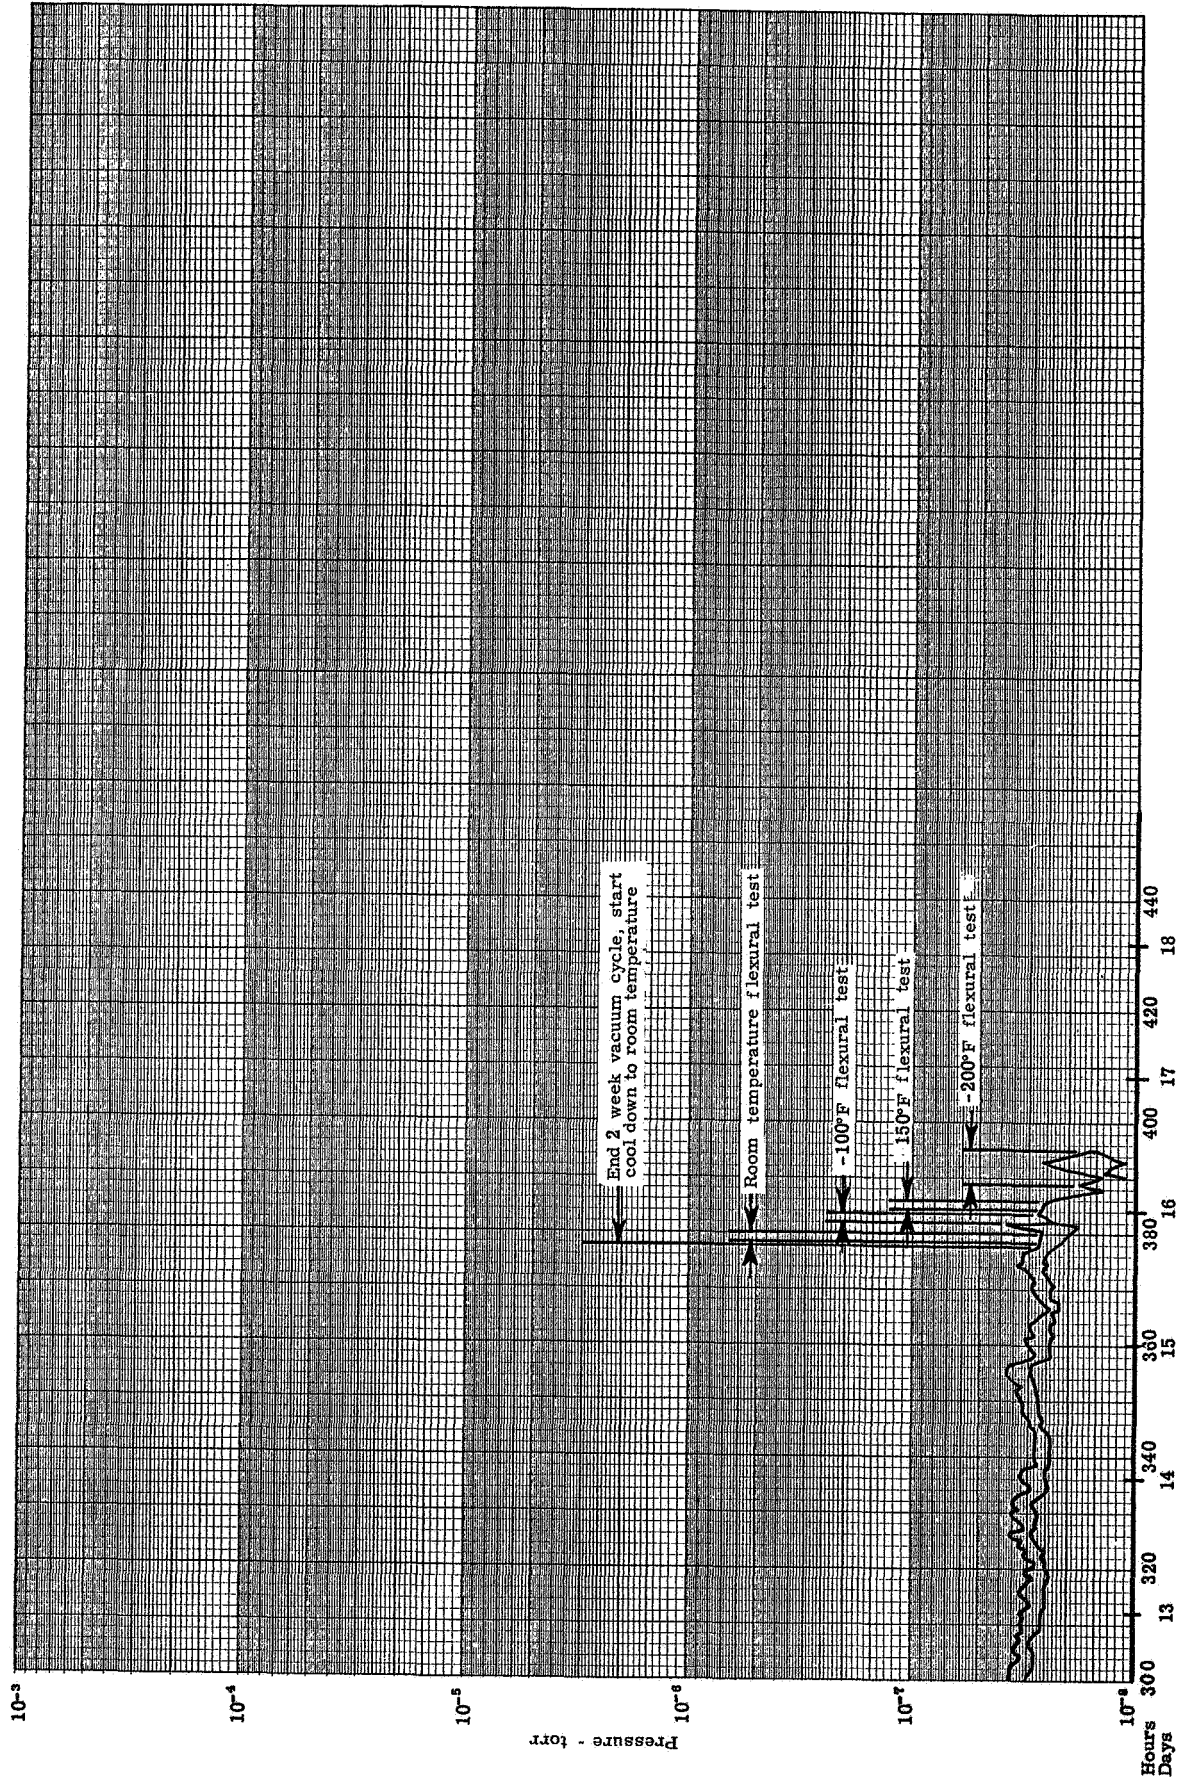 10-3
10-4
10-5
10-6
10-7
10-8
Pressure - torr
End 2 week vacuum cycle, start
cool down to room temperature
Room temperature flexural test
-100°F flexural test
150°F flexural test
-200°F flexural test
Hours 300 320 340 360 380 400 420 440
Days 13 14 15 16 17 18